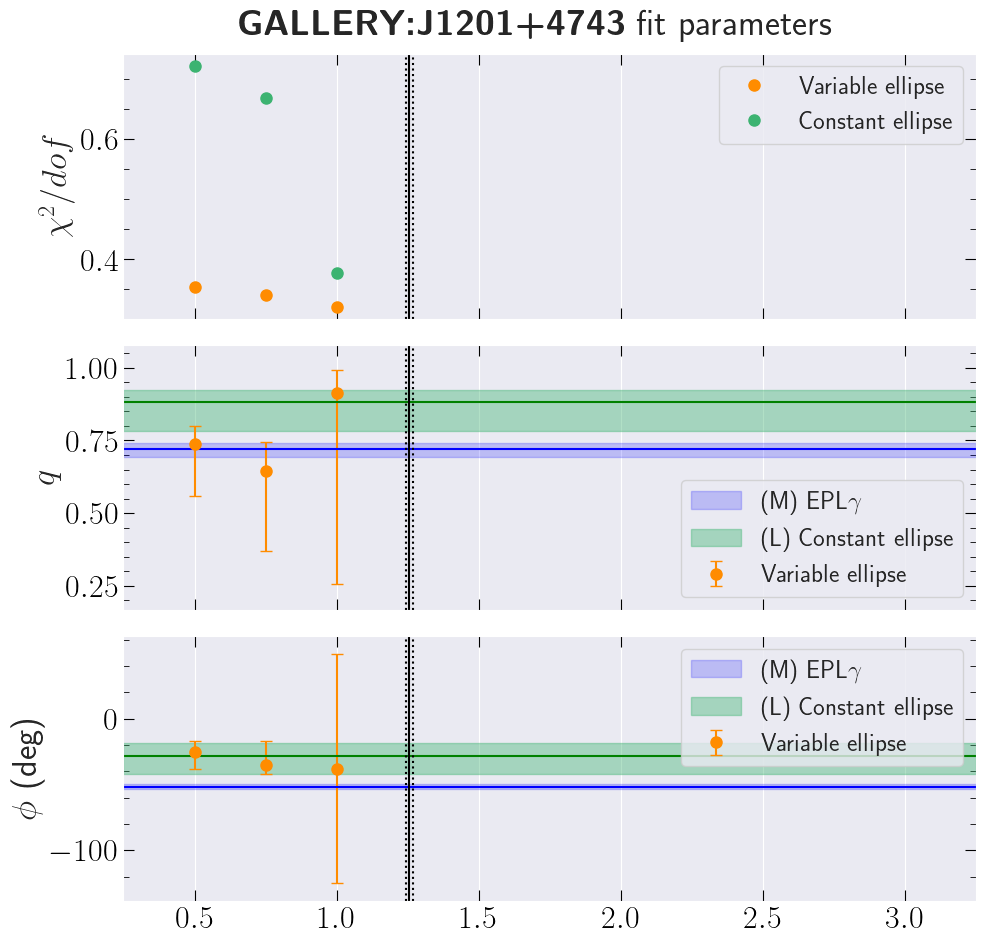 GALLERY:J1201+4743 fit parameters
χ²/dof
0.6
0.4
Variable ellipse
Constant ellipse
q
1.00
0.75
0.50
0.25
(M) EPLγ
(L) Constant ellipse
Variable ellipse
ϕ (deg)
0
−100
(M) EPLγ
(L) Constant ellipse
Variable ellipse
0.5 1.0 1.5 2.0 2.5 3.0